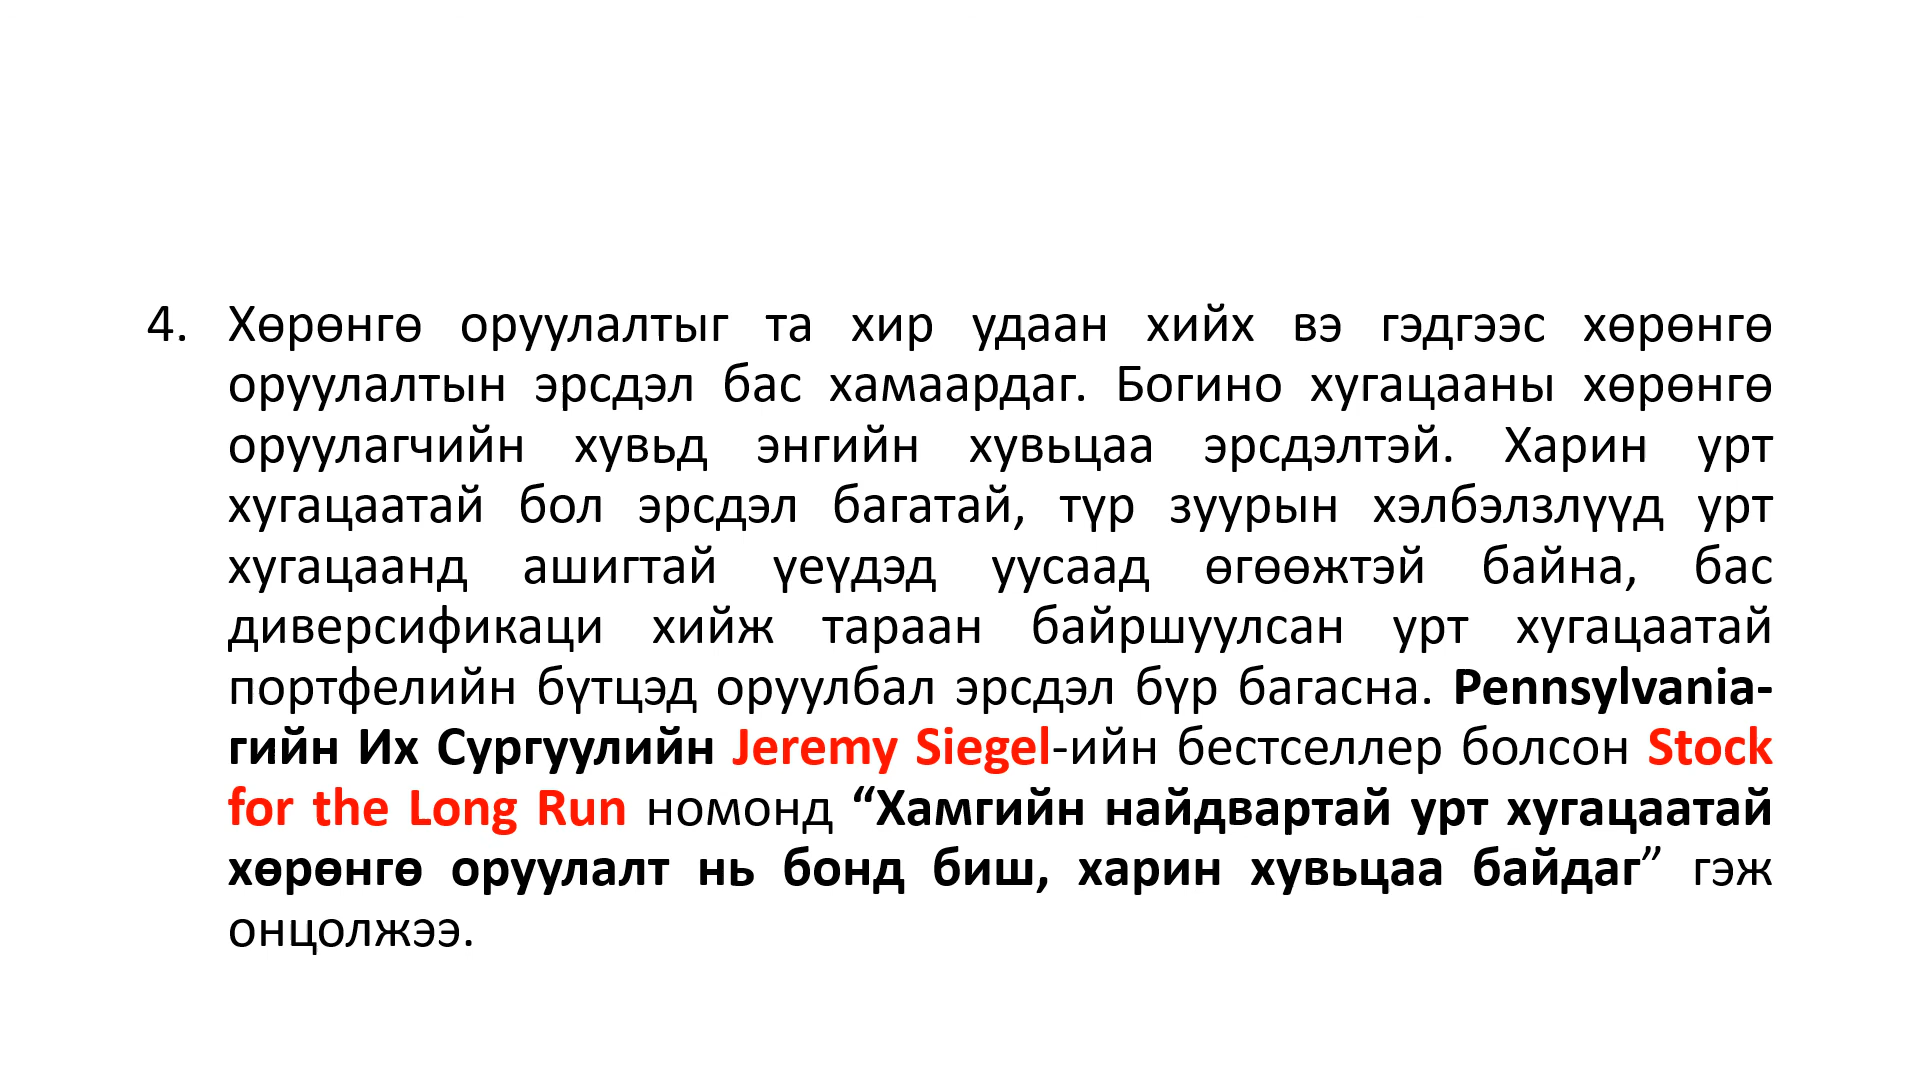 4. Хөрөнгө оруулалтыг та хир удаан хийх вэ гэдгээс хөрөнгө
оруулалтын эрсдэл бас хамаардаг. Богино хугацааны хөрөнгө
оруулагчийн хувьд энгийн хувьцаа эрсдэлтэй. Харин урт
хугацаатай бол эрсдэл багатай, түр зуурын хэлбэлзлүүд урт
хугацаанд ашигтай үеүдэд уусаад өгөөжтэй байна, бас
диверсификаци хийж тараан байршуулсан урт хугацаатай
портфелийн бүтцэд оруулбал эрсдэл бүр багасна. Pennsylvania-
гийн Их Сургуулийн Jeremy Siegel-ийн бестселлер болсон Stock
for the Long Run номонд “Хамгийн найдвартай урт хугацаатай
хөрөнгө оруулалт нь бонд биш, харин хувьцаа байдаг” гэж
онцолжээ.